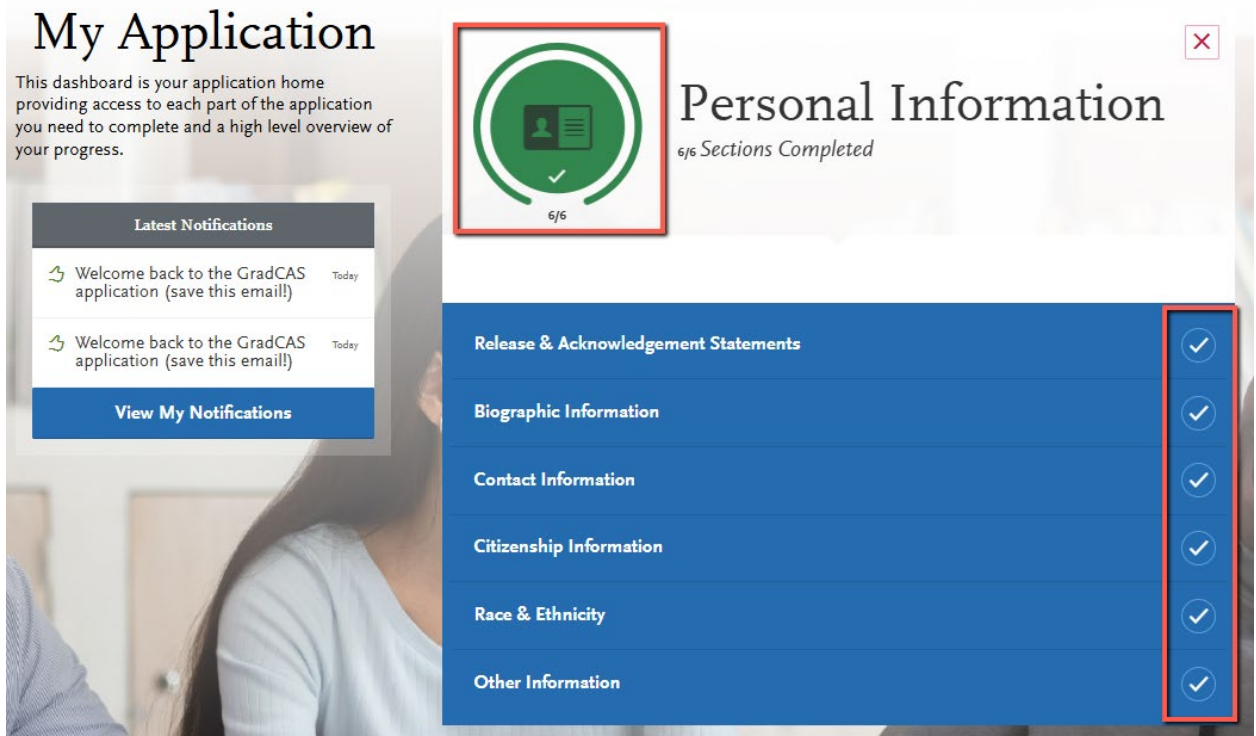 My Application
This dashboard is your application home
providing access to each part of the application
you need to complete and a high level overview of
your progress.
Latest Notifications
Welcome back to the GradCAS Today
application (save this email!)
Welcome back to the GradCAS Today
application (save this email!)
View My Notifications
6/6
Personal Information
6/6 Sections Completed
Release & Acknowledgement Statements
Biographic Information
Contact Information
Citizenship Information
Race & Ethnicity
Other Information